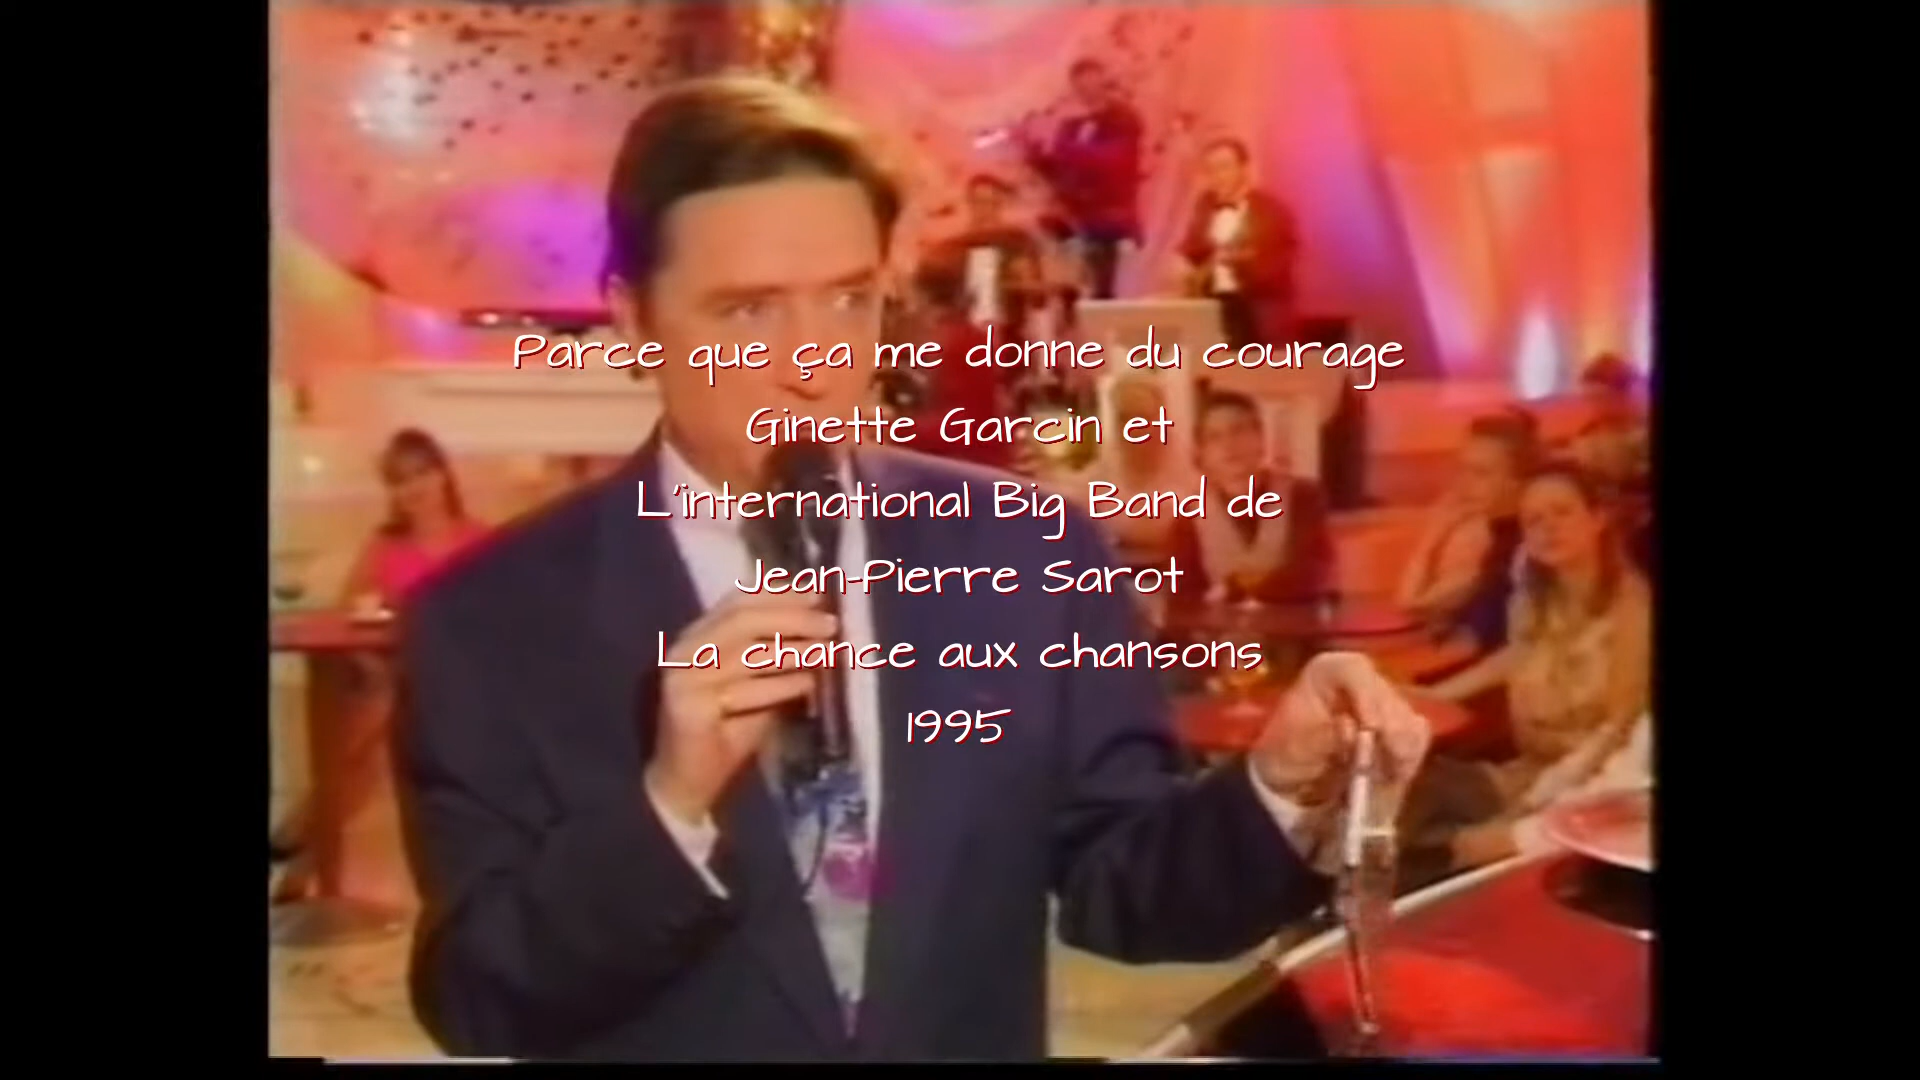 Parce que ça me donne du courage
Ginette Garcin et
L'international Big Band de
Jean-Pierre Sarot
La chance aux chansons
1995